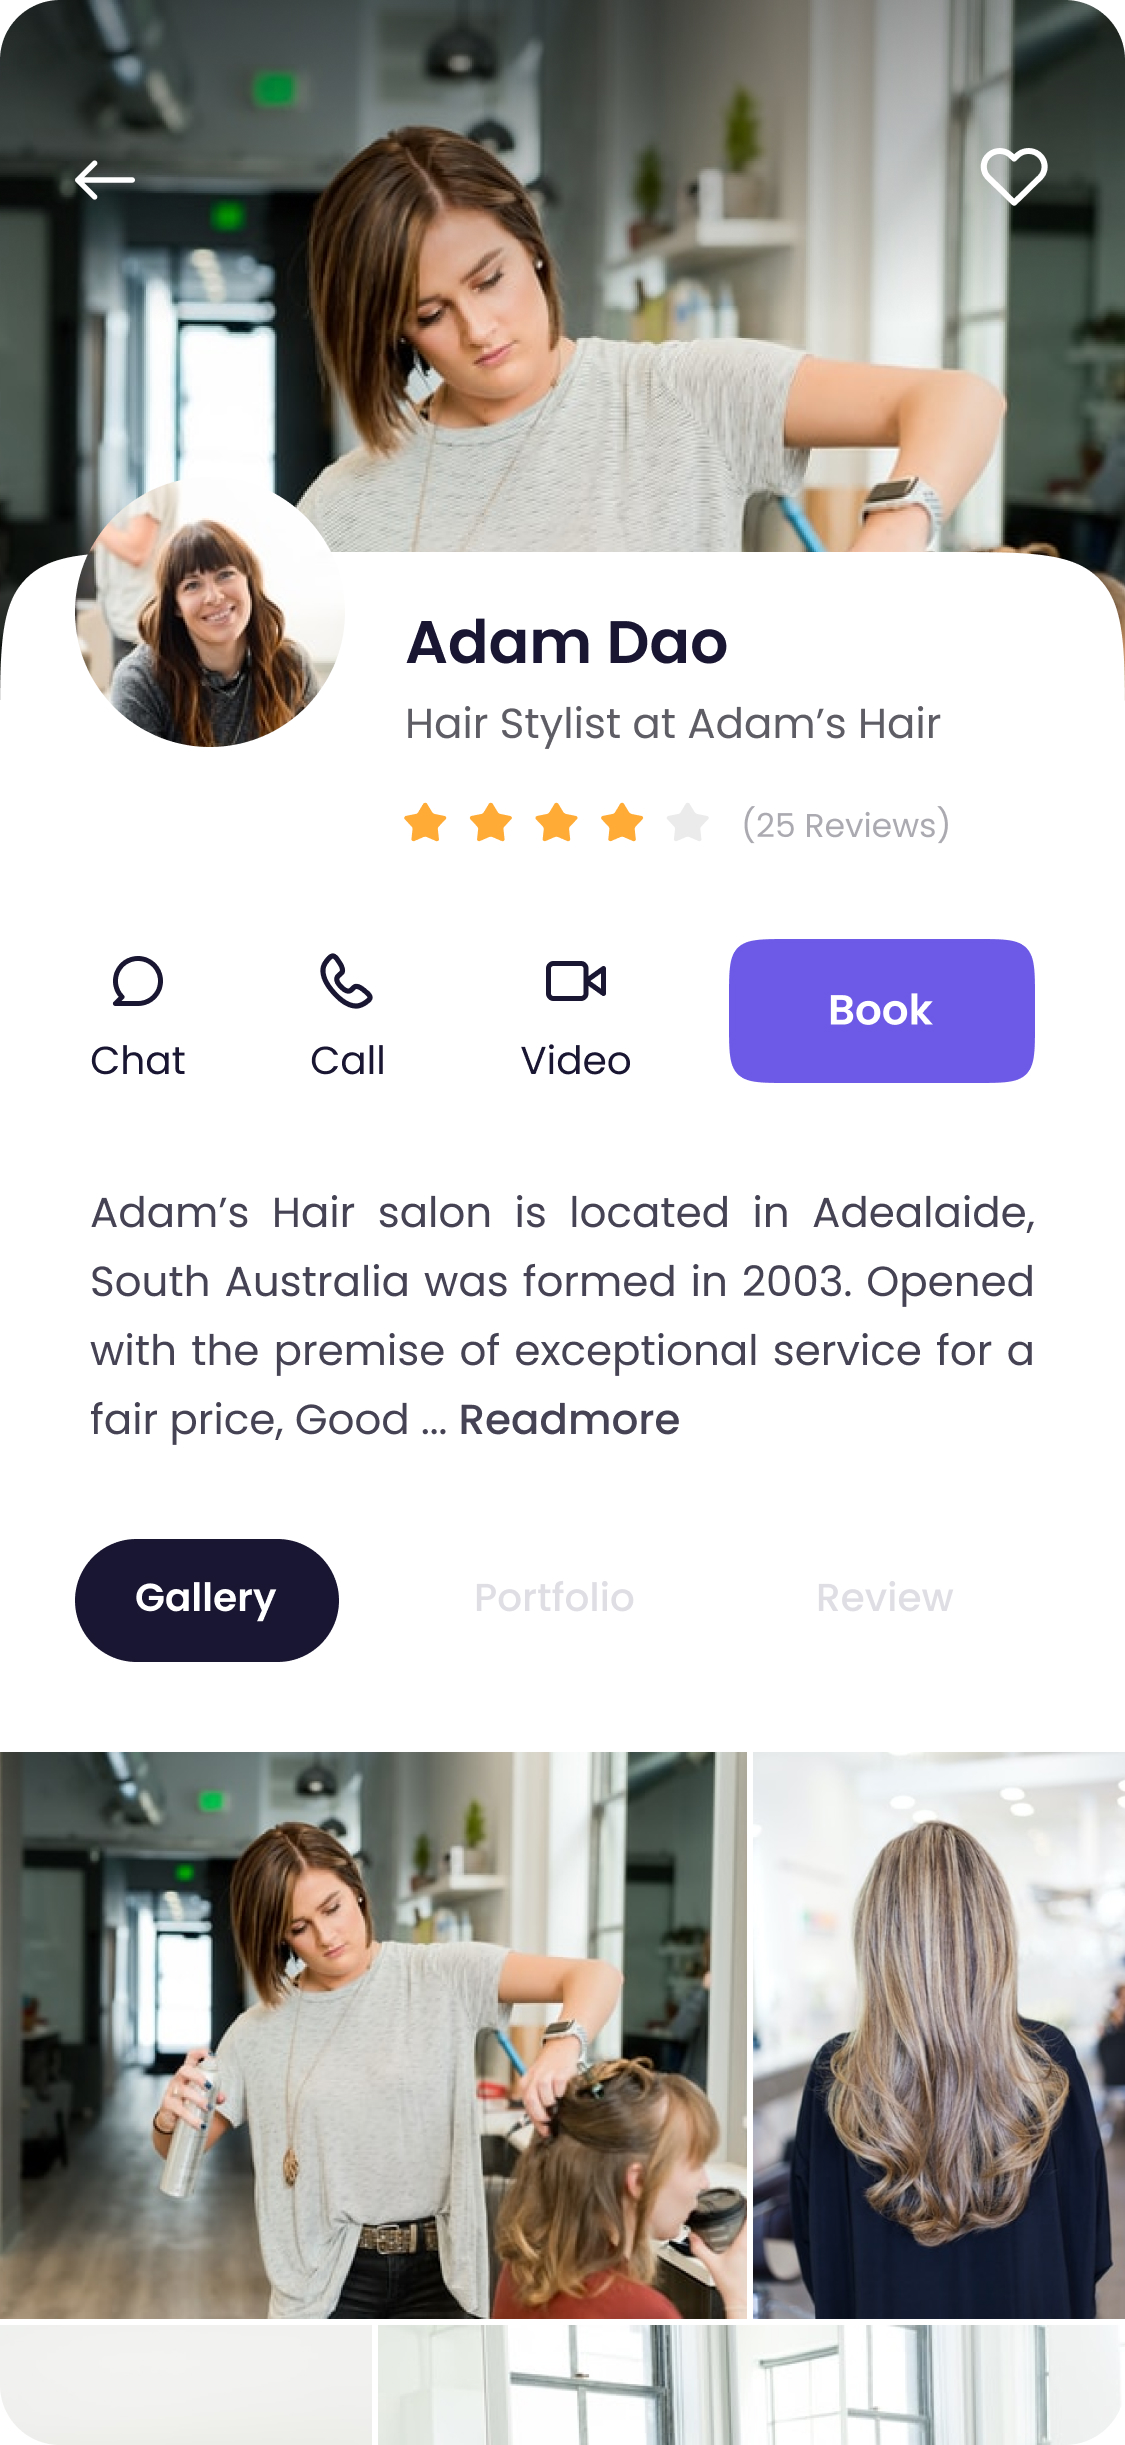 Adam Dao
Hair Stylist at Adam’s Hair
(25 Reviews)
Chat
Call
Video
Book
Adam’s Hair salon is located in Adealaide,
South Australia was formed in 2003. Opened
with the premise of exceptional service for a
fair price, Good ... Readmore
Gallery
Portfolio
Review